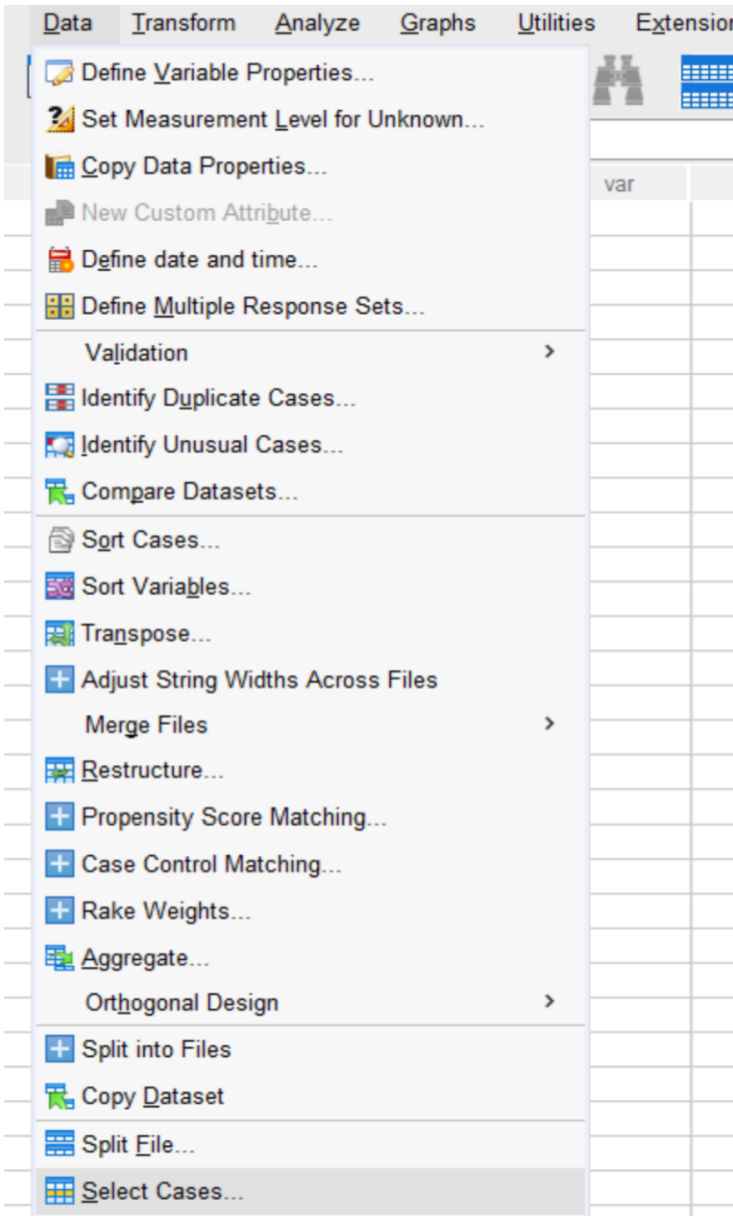 Data Transform Analyze Graphs Utilities Extension
Define Variable Properties...
Set Measurement Level for Unknown...
Copy Data Properties...
var
New Custom Attribute...
Define date and time...
Define Multiple Response Sets...
Validation
Identify Duplicate Cases...
Identify Unusual Cases...
Compare Datasets...
Sort Cases...
Sort Variables...
Transpose...
Adjust String Widths Across Files
Merge Files
Restructure...
Propensity Score Matching...
Case Control Matching...
Rake Weights...
Aggregate...
Orthogonal Design
Split into Files
Copy Dataset
Split File...
Select Cases...